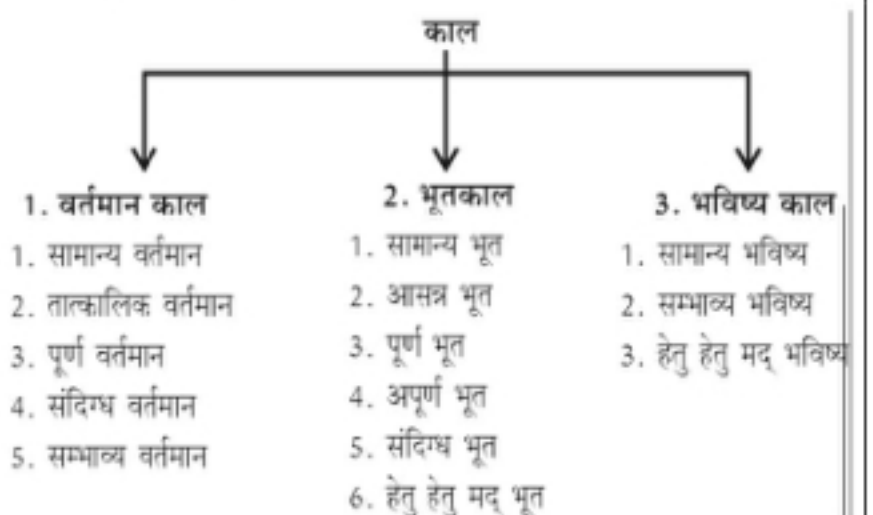 काल
1. वर्तमान काल
1. सामान्य वर्तमान
2. तात्कालिक वर्तमान
3. पूर्ण वर्तमान
4. संदिग्ध वर्तमान
5. सम्भाव्य वर्तमान
2. भूतकाल
1. सामान्य भूत
2. आसन्न भूत
3. पूर्ण भूत
4. अपूर्ण भूत
5. संदिग्ध भूत
6. हेतु हेतु मद् भूत
3. भविष्य काल
1. सामान्य भविष्य
2. सम्भाव्य भविष्य
3. हेतु हेतु मद् भविष्य